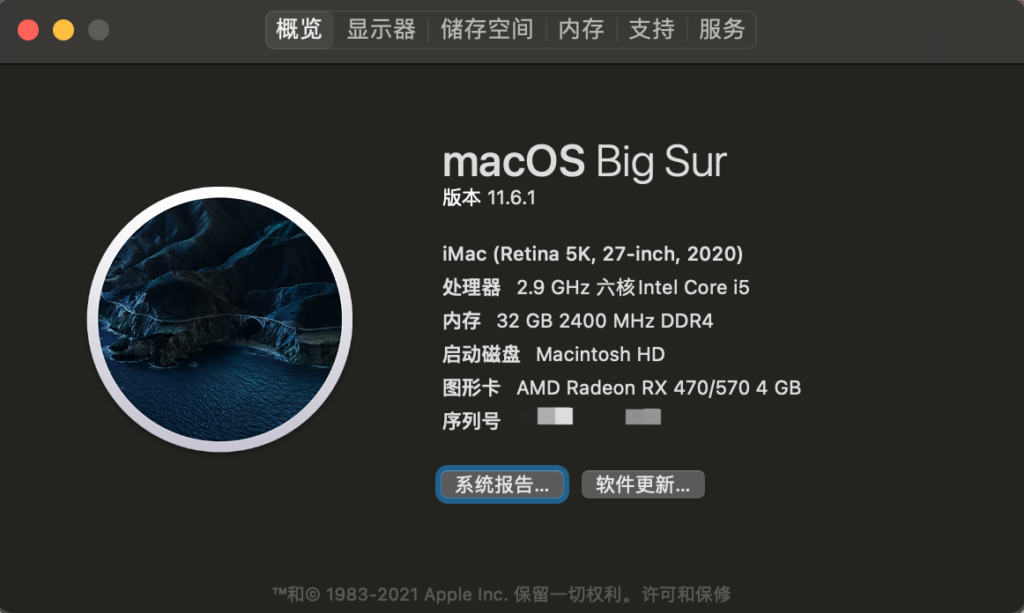 概览 显示器 储存空间 内存 支持 服务
macOS Big Sur
版本 11.6.1
iMac (Retina 5K, 27-inch, 2020)
处理器 2.9 GHz 六核Intel Core i5
内存 32 GB 2400 MHz DDR4
启动磁盘 Macintosh HD
图形卡 AMD Radeon RX 470/570 4 GB
序列号
系统报告... 软件更新...
™和© 1983-2021 Apple Inc. 保留一切权利。许可和保修